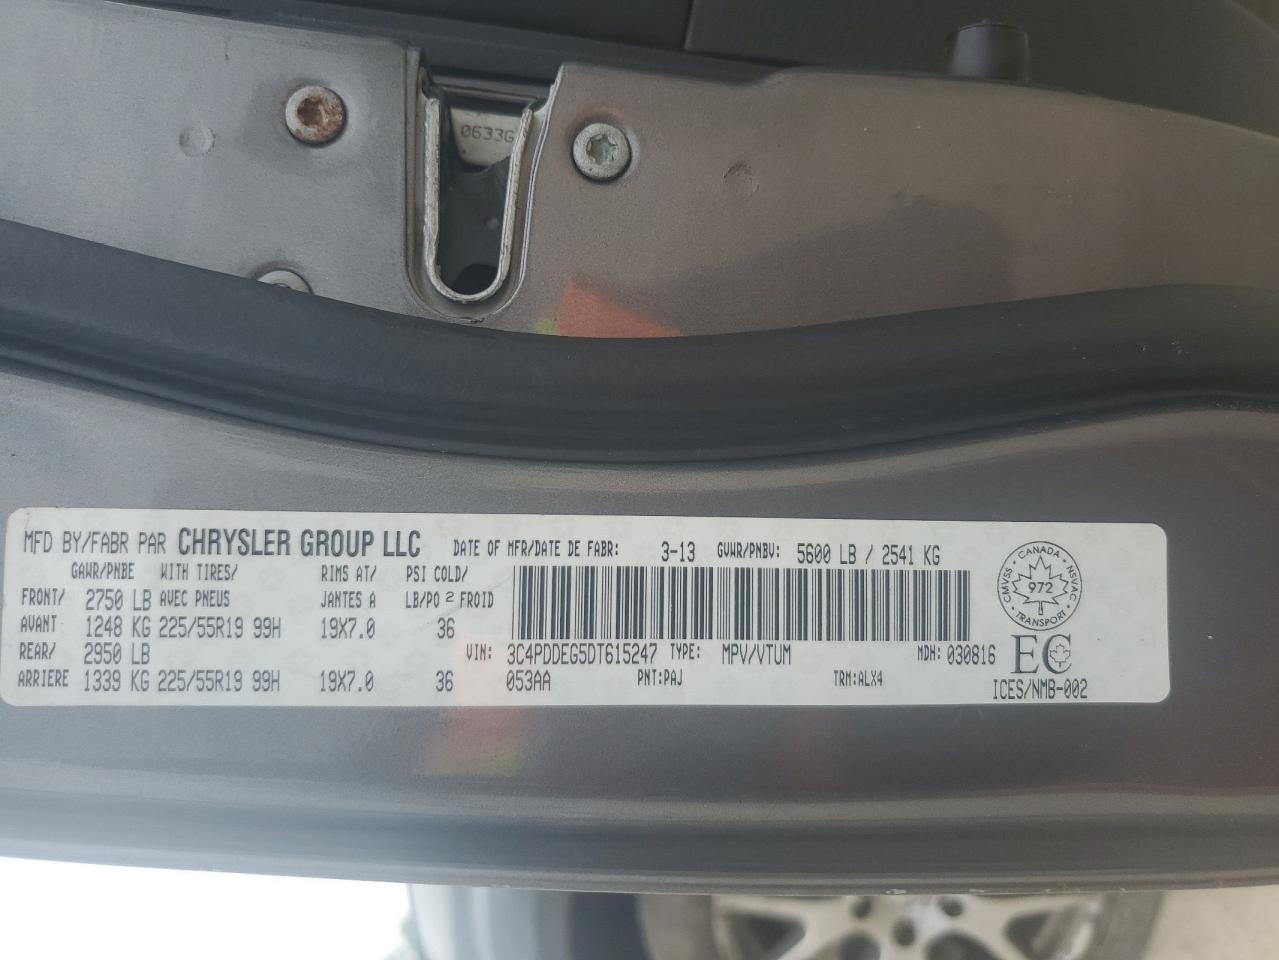 0633G
MFD BY/FABR PAR CHRYSLER GROUP LLC DATE OF MFR/DATE DE FABR: 3-13 GVWR/PNBV: 5600 LB / 2541 KG
GAWR/PNBE WITH TIRES/ RIMS AT/ PSI COLD/
FRONT/ 2750 LB AVEC PNEUS JANTES A LB/PO 2 FROID
AVANT 1248 KG 225/55R19 99H 19X7.0 36
REAR/ 2950 LB VIN: 3C4PDDEG5DT615247 TYPE: MPV/VTUM MDH: 030816
ARRIERE 1339 KG 225/55R19 99H 19X7.0 36 053AA PNT:PAJ TRM:ALX4
CANADA
CMVSS
NSVAC
972
TRANSPORT
EC
ICES/NMB-002